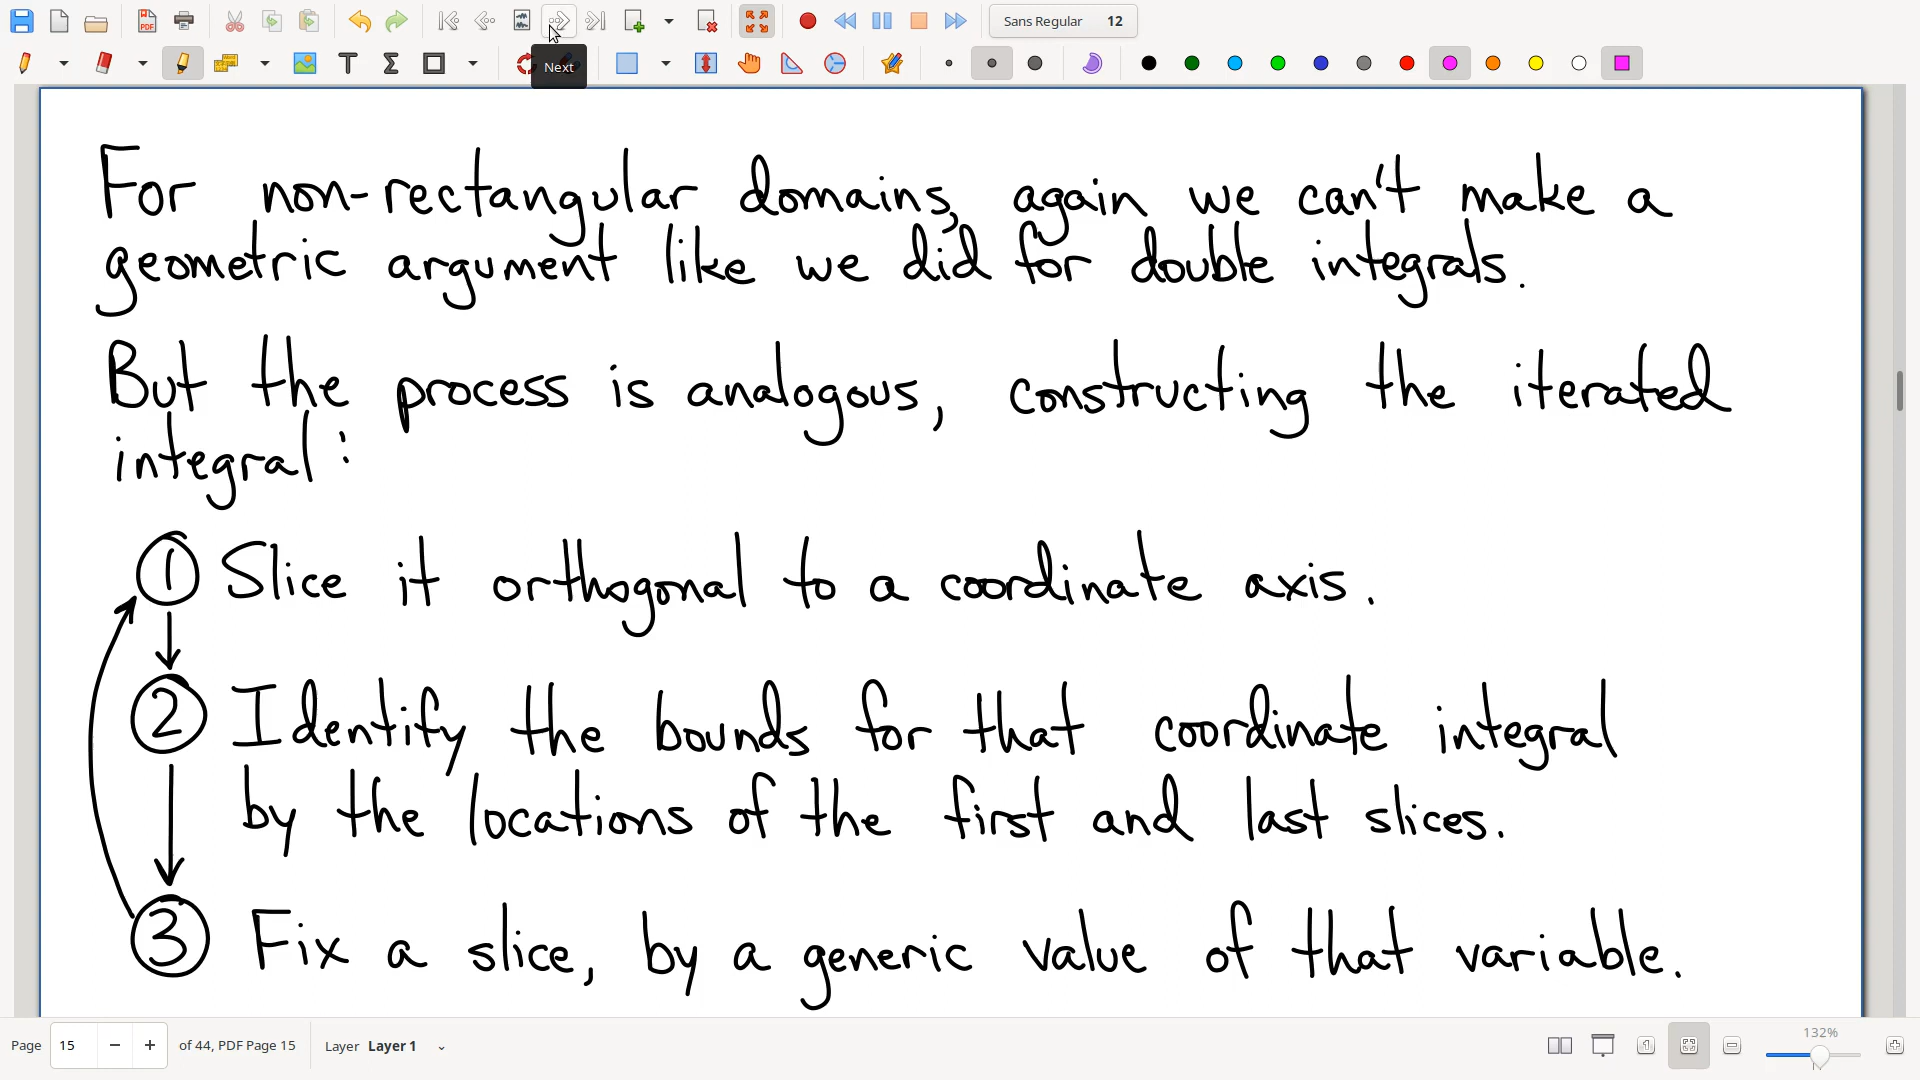 Sans Regular 12
Next
For non-rectangular domains, again we can't make a
geometric argument like we did for double integrals.
But the process is analogous, constructing the iterated
integral:
1 Slice it orthogonal to a coordinate axis.
2 Identify the bounds for that coordinate integral
by the locations of the first and last slices.
3 Fix a slice, by a generic value of that variable.
Page 15 − + of 44, PDF Page 15 Layer Layer 1 132%